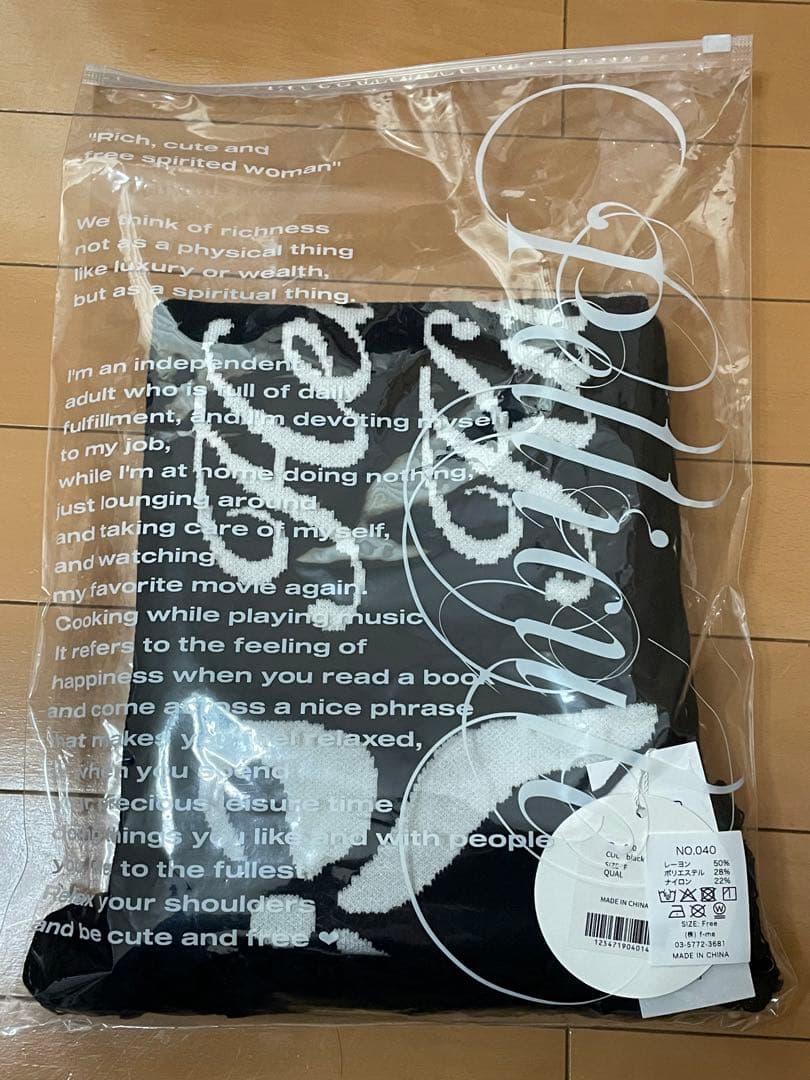 "Rich, cute and
free spirited woman"
We think of richness
not as a physical thing
like luxury or wealth,
but as a spiritual thing.
I'm an independent
adult who is full of daily
fulfillment, and I'm devoting myself
to my job,
while I'm at home doing nothing,
just lounging around
and taking care of myself,
and watching
my favorite movie again.
Cooking while playing music
It refers to the feeling of
happiness when you read a book
and come across a nice phrase
that makes you feel relaxed,
when you spend
precious leisure time
things you like and with people
to the fullest
Relax your shoulders
and be cute and free ❤
black
F
QUAL
MADE IN CHINA
NO.040
レーヨン 50%
ポリエステル 28%
ナイロン 22%
SIZE: Free
(株) f-me
03-5772-3681
MADE IN CHINA